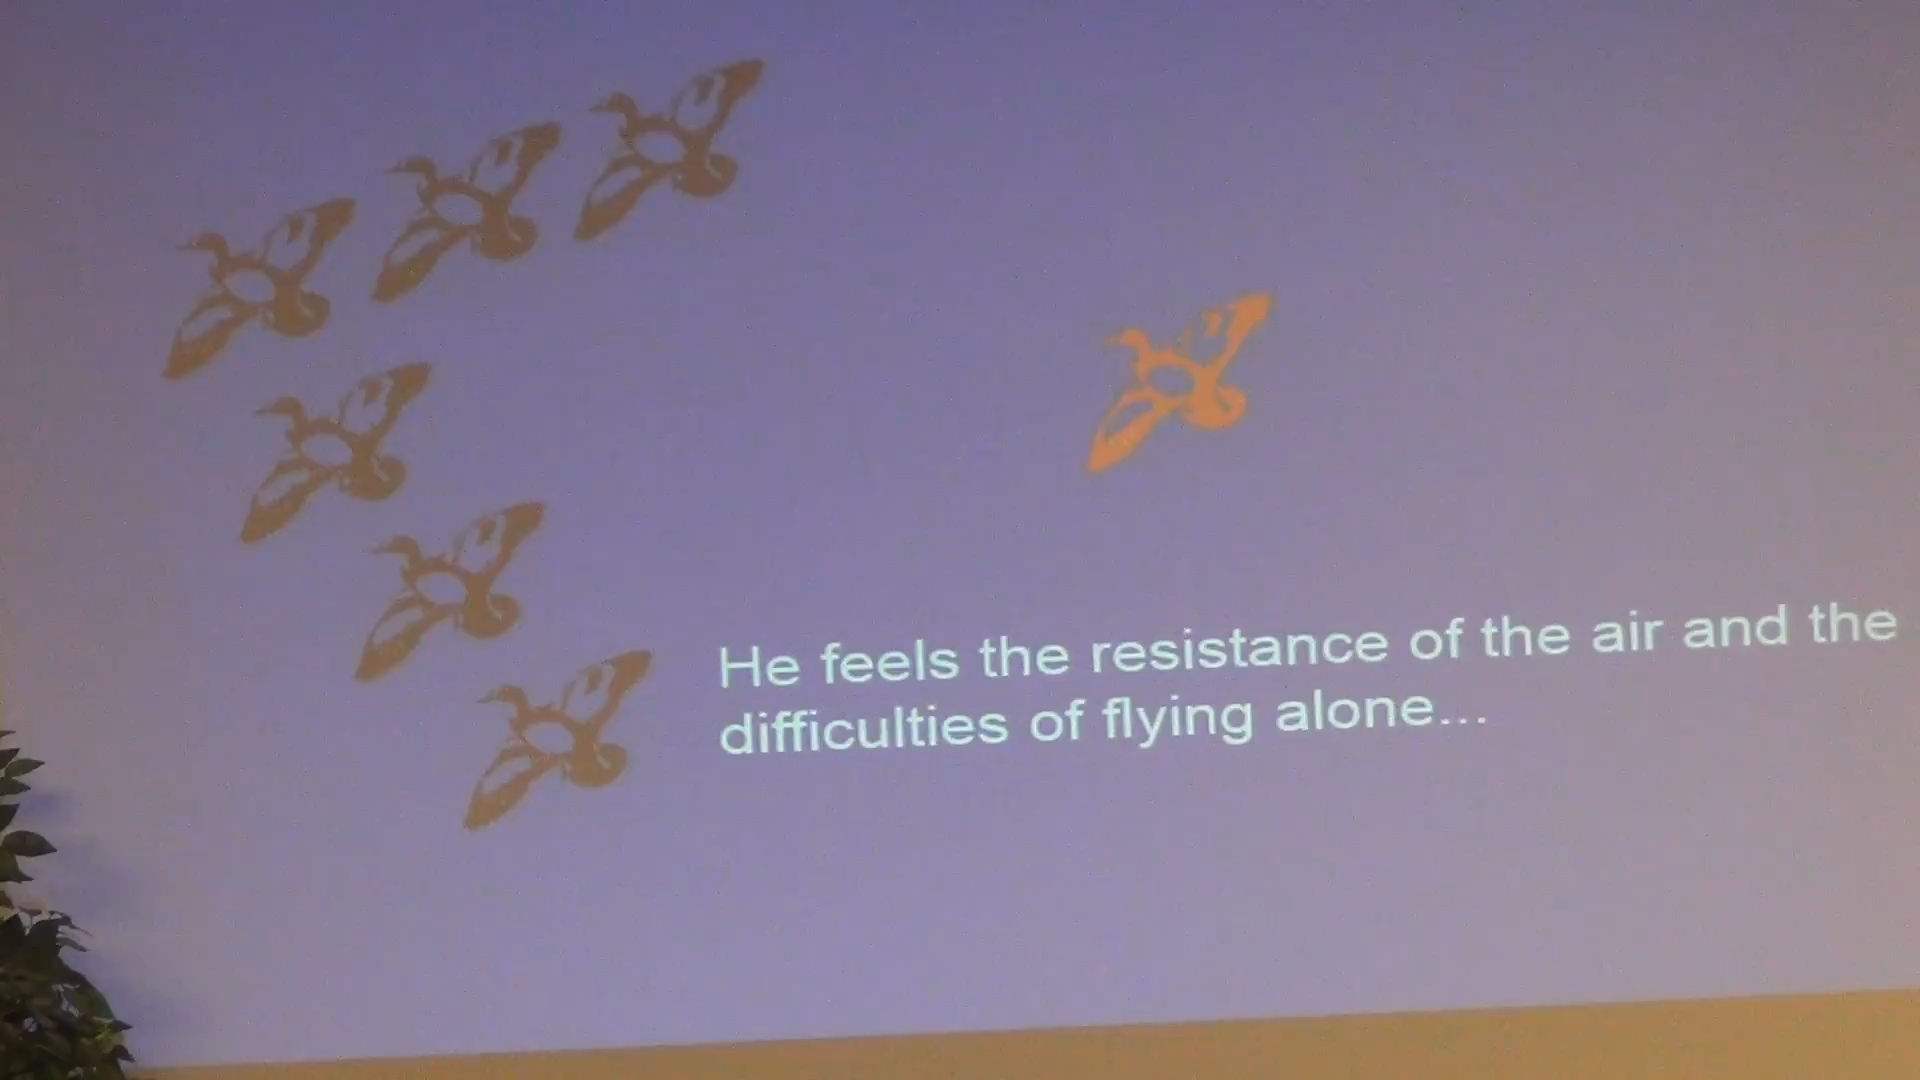 He feels the resistance of the air and the
difficulties of flying alone...